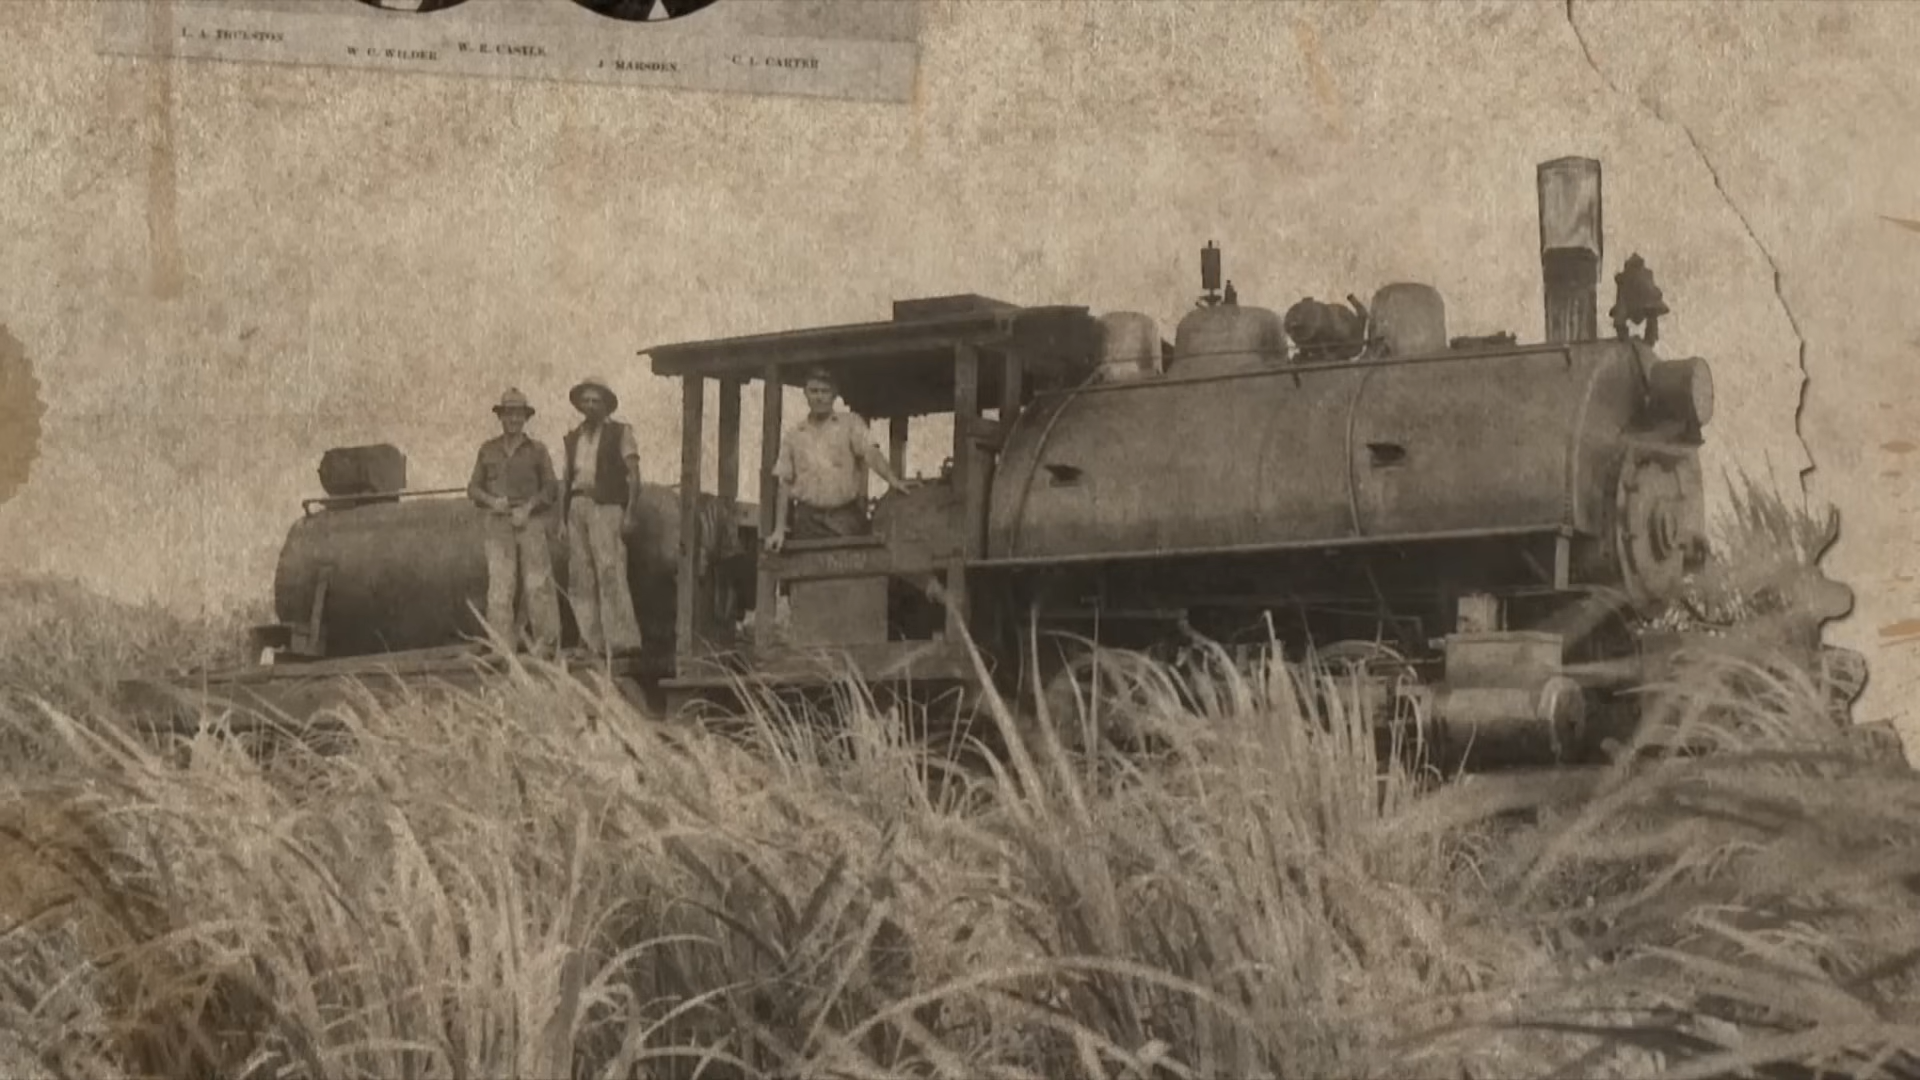 L. A. THURSTON
W. C. WILDER
W. R. CASTLE
J. MARSDEN
C. L. CARTER